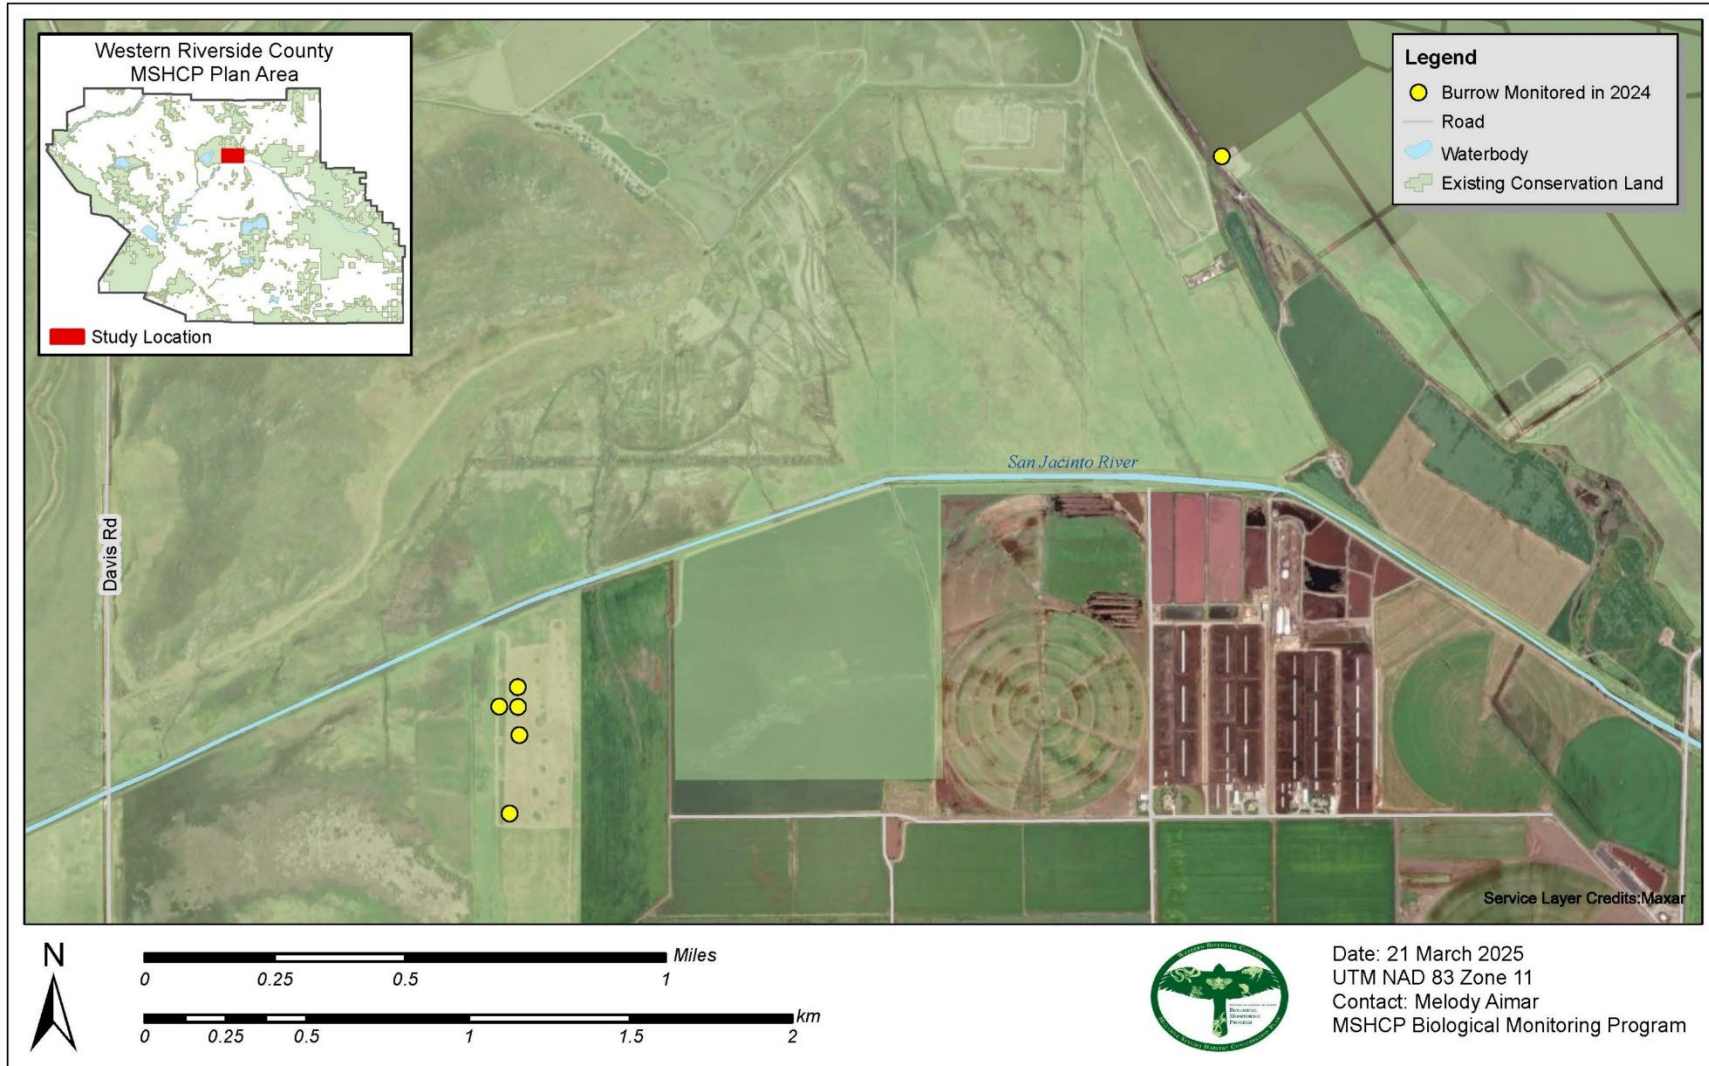 Western Riverside County
MSHCP Plan Area
Study Location
Legend
Burrow Monitored in 2024
Road
Waterbody
Existing Conservation Land
San Jacinto River
Davis Rd
Service Layer Credits:Maxar
N
Miles
0 0.25 0.5 1
km
0 0.25 0.5 1 1.5 2
Biological
Monitoring
Program
Date: 21 March 2025
UTM NAD 83 Zone 11
Contact: Melody Aimar
MSHCP Biological Monitoring Program